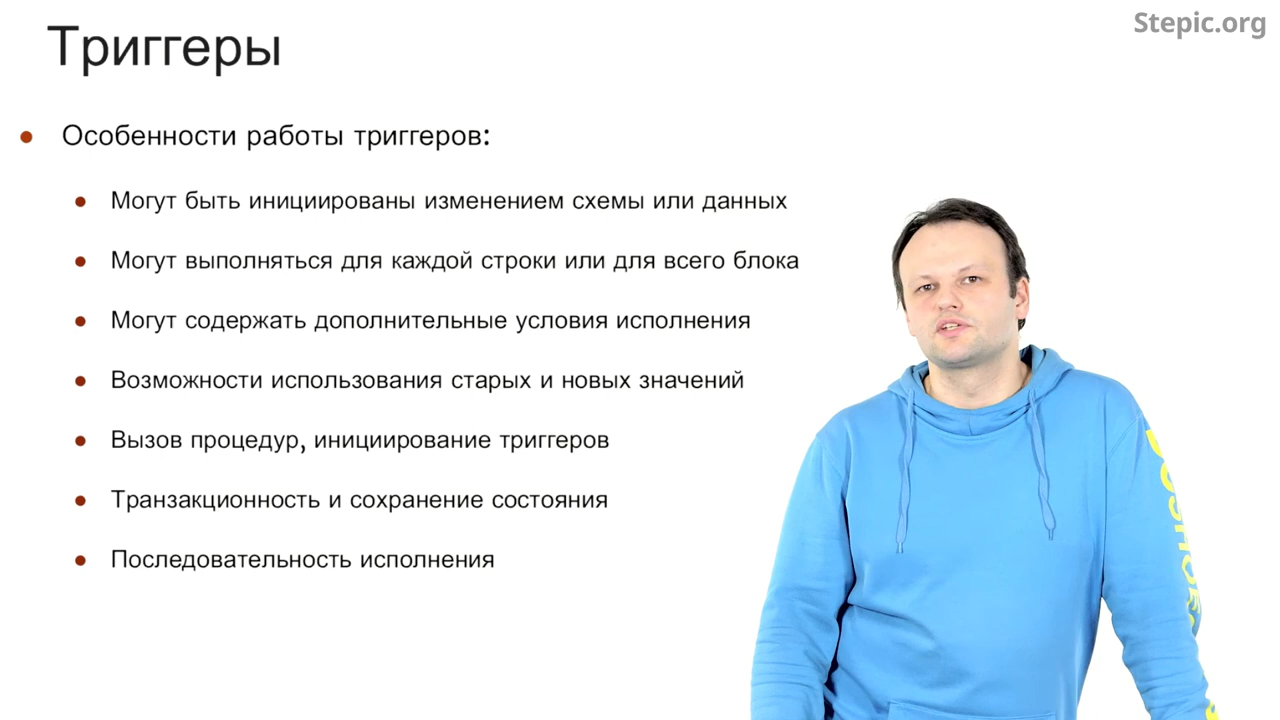 Stepic.org
Триггеры
Особенности работы триггеров:
Могут быть инициированы изменением схемы или данных
Могут выполняться для каждой строки или для всего блока
Могут содержать дополнительные условия исполнения
Возможности использования старых и новых значений
Вызов процедур, инициирование триггеров
Транзакционность и сохранение состояния
Последовательность исполнения